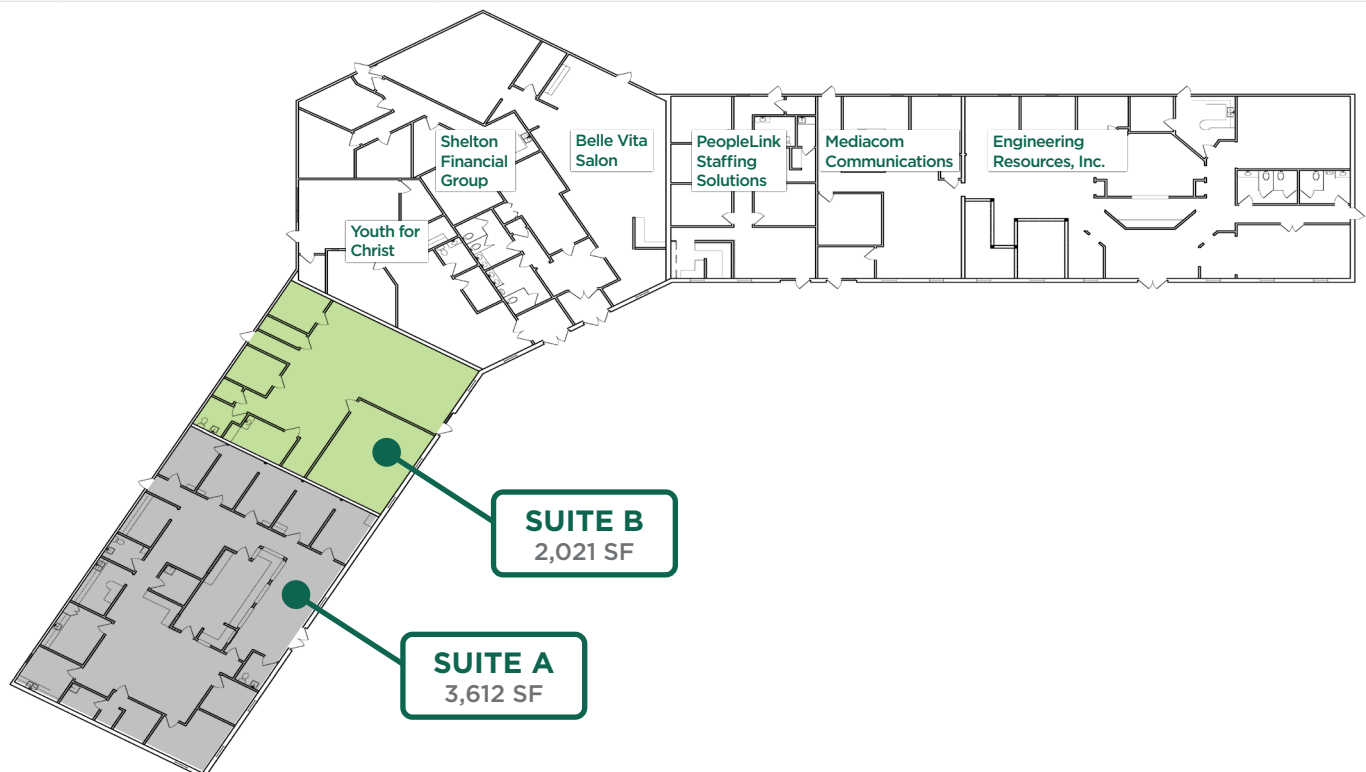 Shelton
Financial
Group
Belle Vita
Salon
PeopleLink
Staffing
Solutions
Mediacom
Communications
Engineering
Resources, Inc.
Youth for
Christ
SUITE B
2,021 SF
SUITE A
3,612 SF